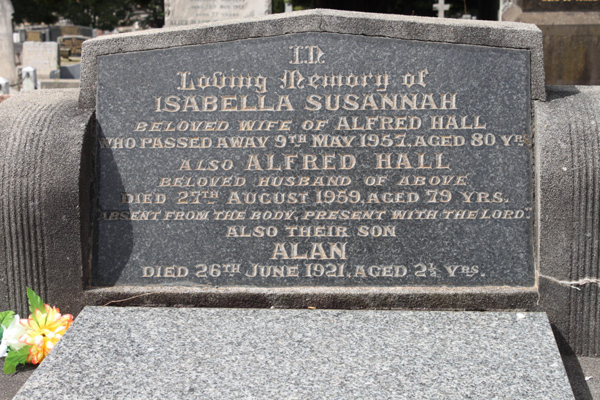 IN
Loving Memory of
ISABELLA SUSANNAH
BELOVED WIFE OF ALFRED HALL
WHO PASSED AWAY 9TH MAY 1957, AGED 80 YRS
ALSO ALFRED HALL
BELOVED HUSBAND OF ABOVE
DIED 27TH AUGUST 1959, AGED 79 YRS.
"ABSENT FROM THE BODY, PRESENT WITH THE LORD"
ALSO THEIR SON
ALAN
DIED 26TH JUNE 1921, AGED 2½ YRS.